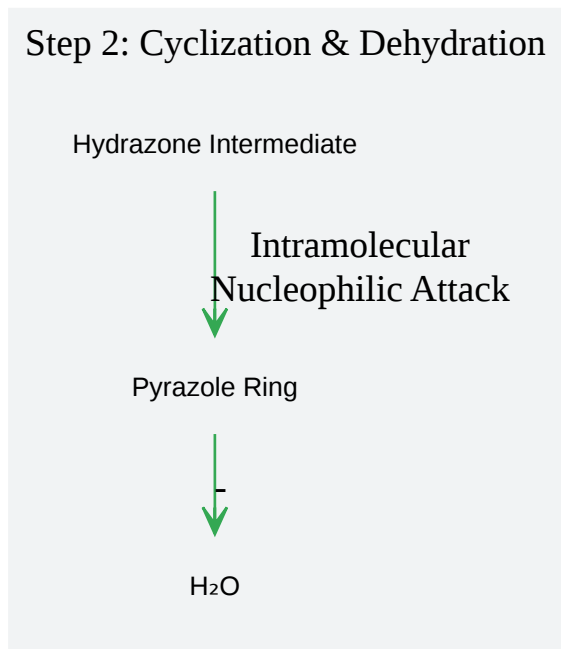 Step 2: Cyclization & Dehydration
Hydrazone Intermediate
Intramolecular
Nucleophilic Attack
Pyrazole Ring
-
H₂O